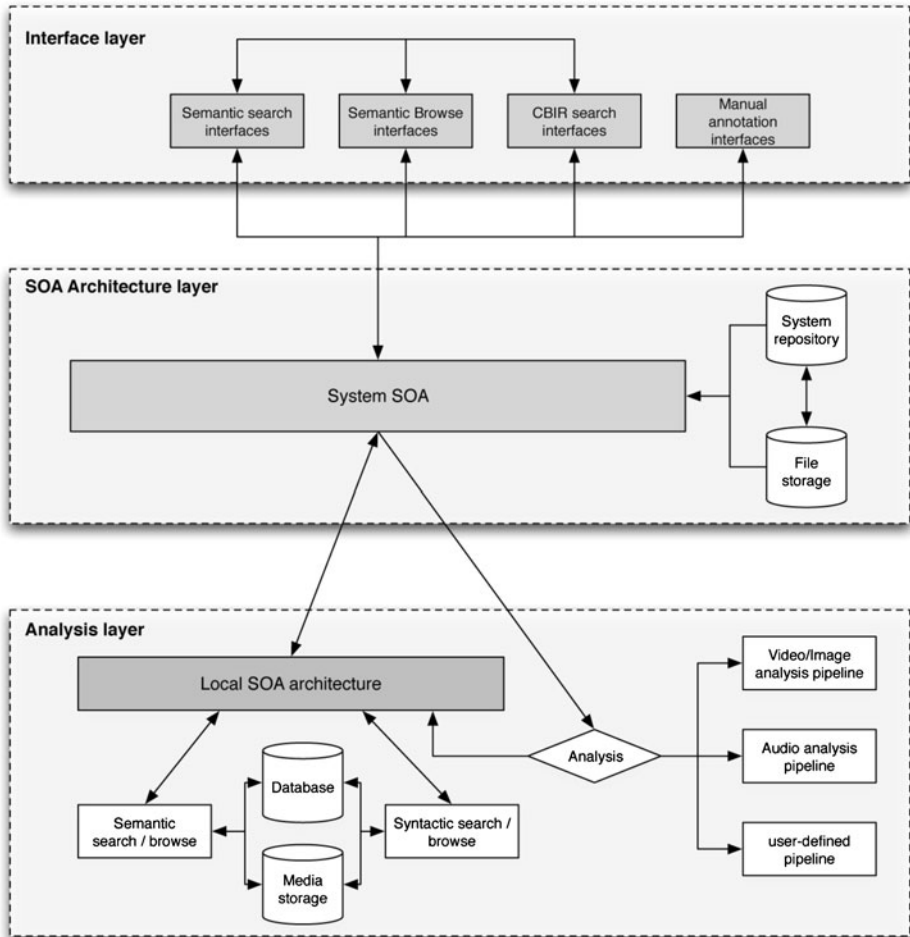 Interface layer
Semantic search
interfaces
Semantic Browse
interfaces
CBIR search
interfaces
Manual
annotation
interfaces
SOA Architecture layer
System
repository
System SOA
File
storage
Analysis layer
Local SOA architecture
Video/Image
analysis pipeline
Analysis
Audio analysis
pipeline
Database
Semantic
search / browse
Syntactic search /
browse
Media
storage
user-defined
pipeline